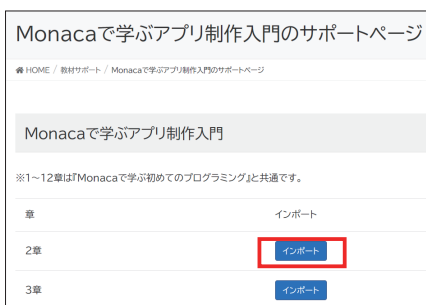 Monacaで学ぶアプリ制作入門のサポートページ
HOME / 教材サポート / Monacaで学ぶアプリ制作入門のサポートページ
Monacaで学ぶアプリ制作入門
※1~12章は『Monacaで学ぶ初めてのプログラミング』と共通です。
章 インポート
2章 インポート
3章 インポート